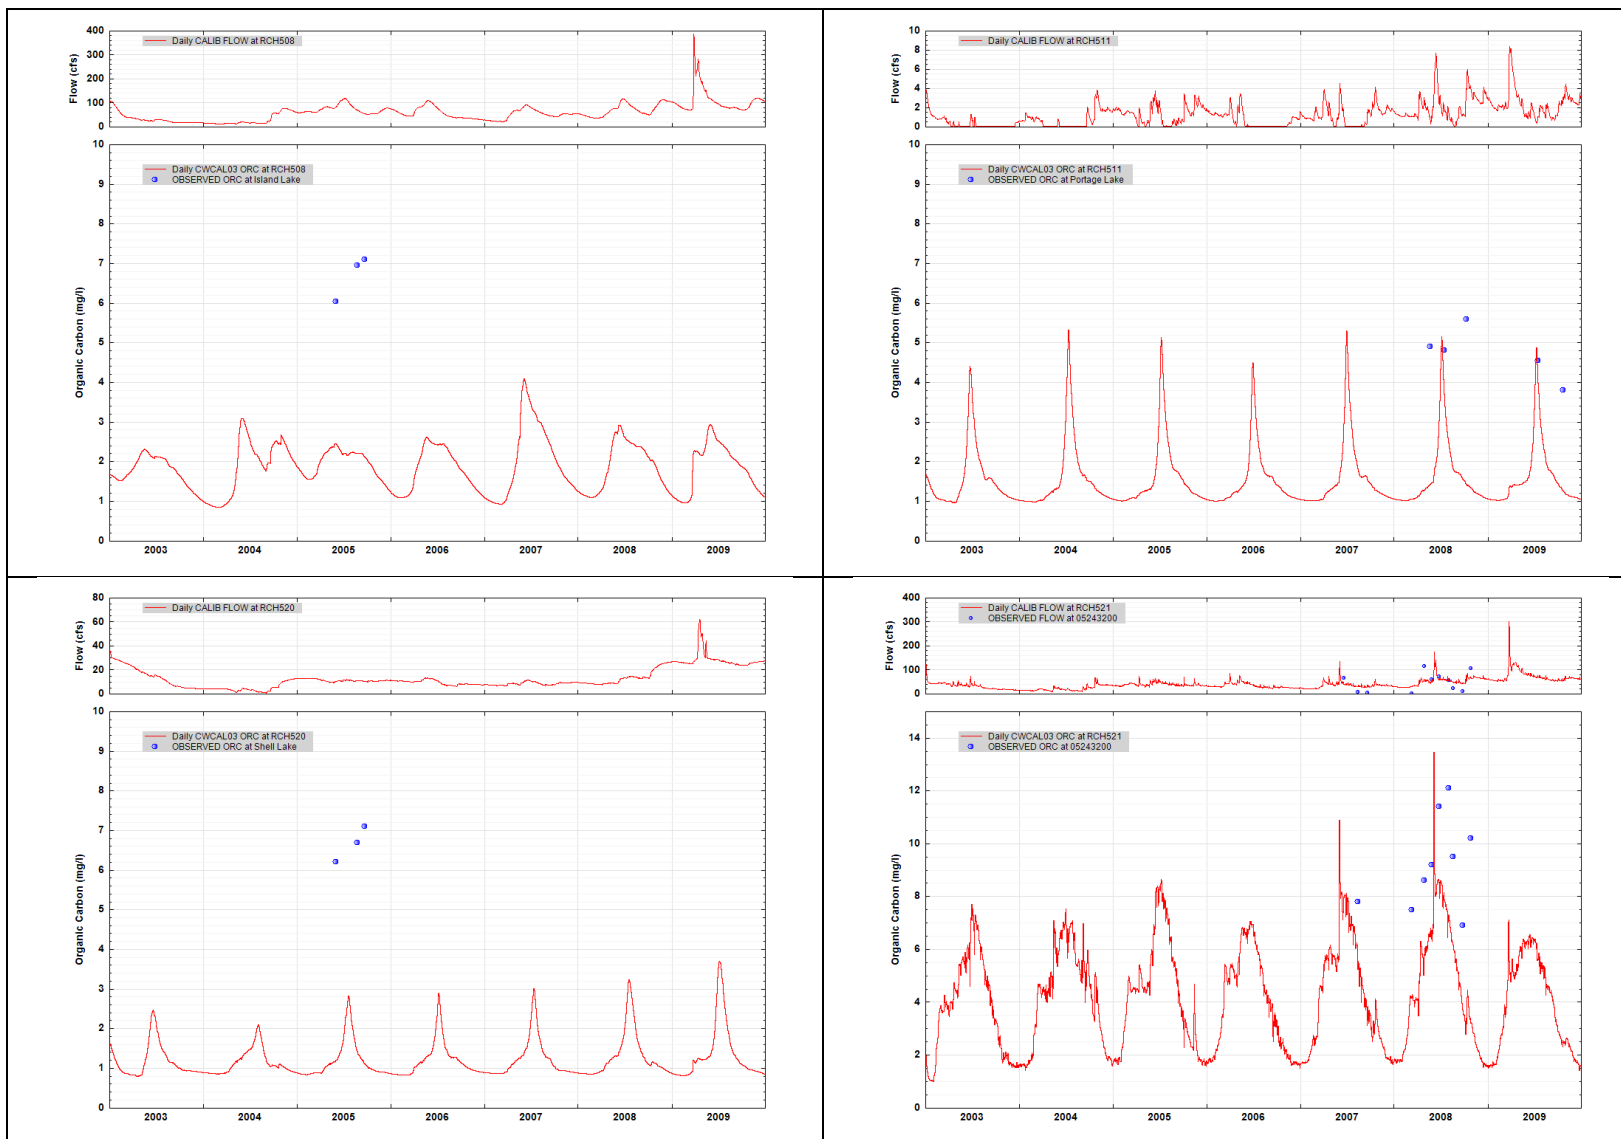 Flow (cfs)
400
300
200
100
0
Daily CALIB FLOW at RCH508
Organic Carbon (mg/l)
10
9
8
7
6
5
4
3
2
1
0
Daily CWCAL03 ORC at RCH508
OBSERVED ORC at Island Lake
2003 2004 2005 2006 2007 2008 2009
Flow (cfs)
10
8
6
4
2
0
Daily CALIB FLOW at RCH511
Organic Carbon (mg/l)
10
9
8
7
6
5
4
3
2
1
0
Daily CWCAL03 ORC at RCH511
OBSERVED ORC at Portage Lake
2003 2004 2005 2006 2007 2008 2009
Flow (cfs)
80
60
40
20
0
Daily CALIB FLOW at RCH520
Organic Carbon (mg/l)
10
9
8
7
6
5
4
3
2
1
0
Daily CWCAL03 ORC at RCH520
OBSERVED ORC at Shell Lake
2003 2004 2005 2006 2007 2008 2009
Flow (cfs)
400
300
200
100
0
Daily CALIB FLOW at RCH521
OBSERVED FLOW at 05243200
Organic Carbon (mg/l)
14
12
10
8
6
4
2
0
Daily CWCAL03 ORC at RCH521
OBSERVED ORC at 05243200
2003 2004 2005 2006 2007 2008 2009